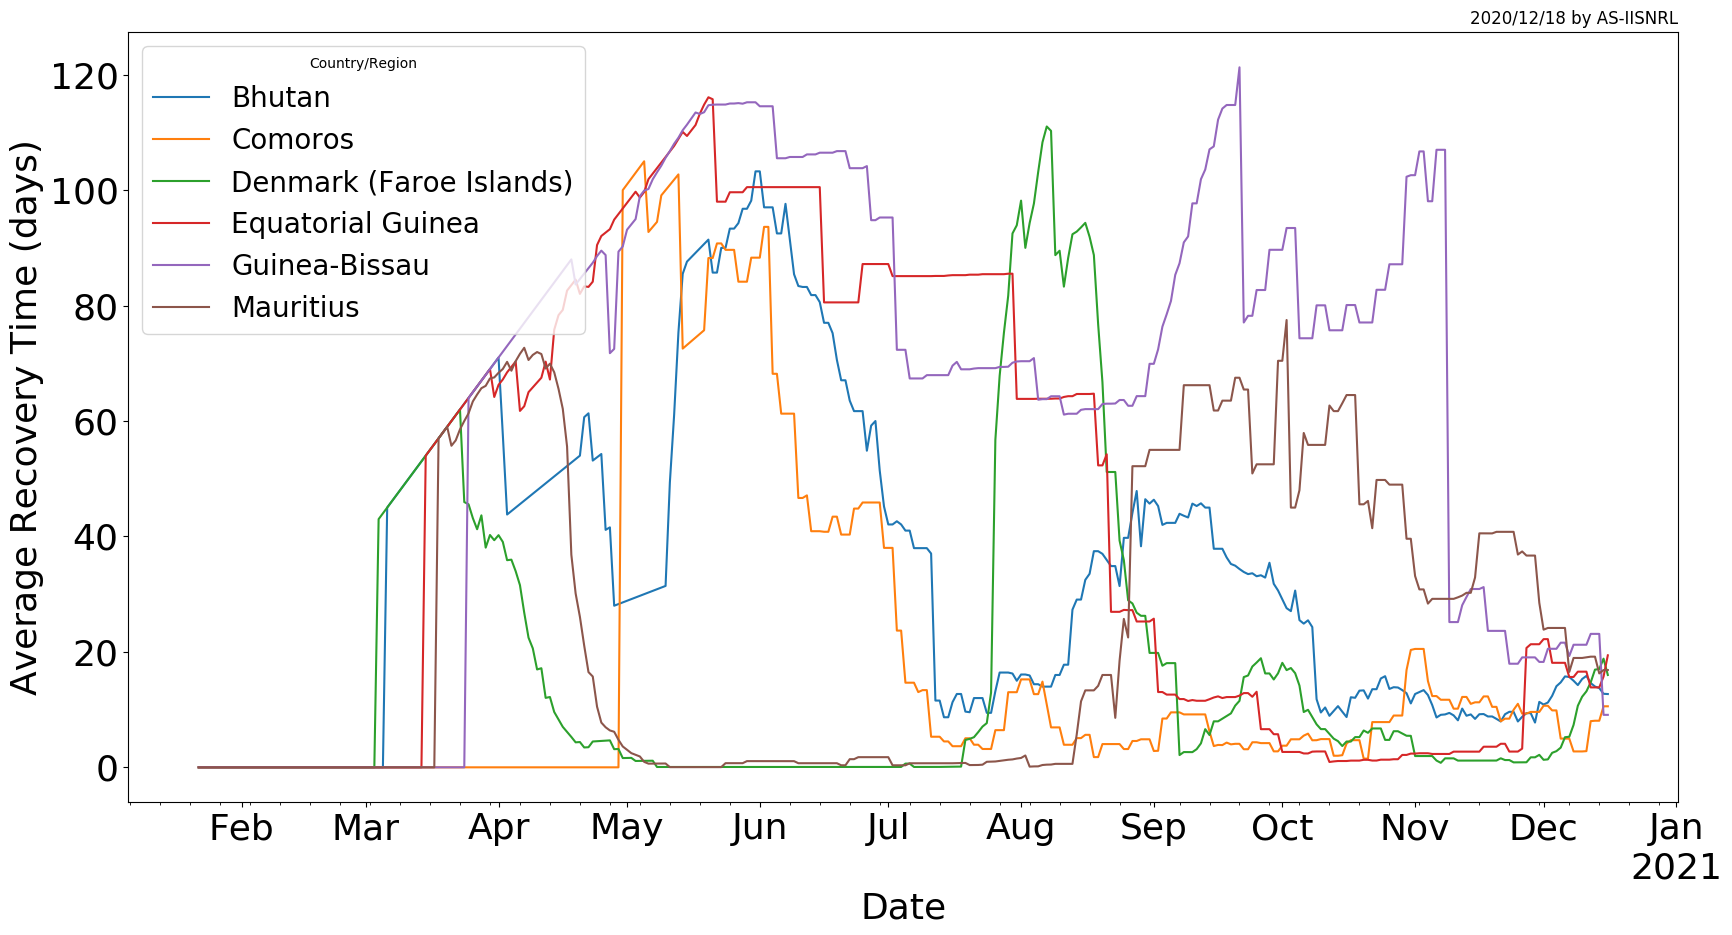 2020/12/18 by AS-IISNRL
Country/Region
Bhutan
Comoros
Denmark (Faroe Islands)
Equatorial Guinea
Guinea-Bissau
Mauritius
Average Recovery Time (days)
120
100
80
60
40
20
0
Feb Mar Apr May Jun Jul Aug Sep Oct Nov Dec Jan
2021
Date